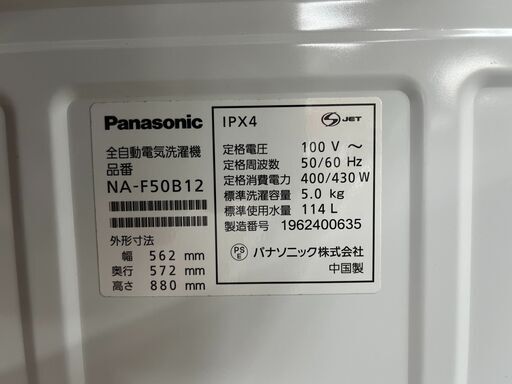 Panasonic
全自動電気洗濯機
品番
NA-F50B12
外形寸法
幅 562 mm
奥行 572 mm
高さ 880 mm
IPX4
S JET
定格電圧 100 V ～
定格周波数 50/60 Hz
定格消費電力 400/430 W
標準洗濯容量 5.0 kg
標準使用水量 114 L
製造番号 1962400635
PS E パナソニック株式会社
中国製